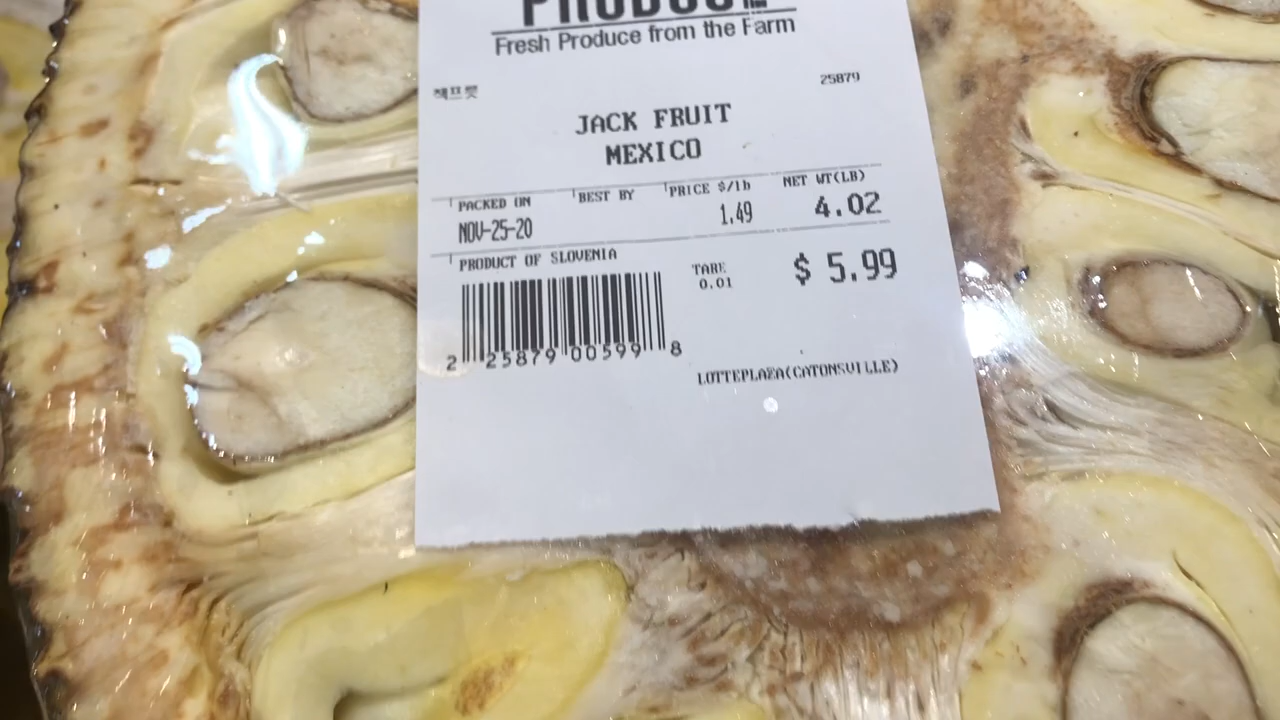 Fresh Produce from the Farm
잭프룻
25879
JACK FRUIT
MEXICO
PACKED ON BEST BY PRICE $/lb NET WT(LB)
NOV-25-20 1.49 4.02
PRODUCT OF SLOVENIA
TARE
0.01
$ 5.99
2 25879 00599 8
LOTTEPLAZA(CATONSVILLE)